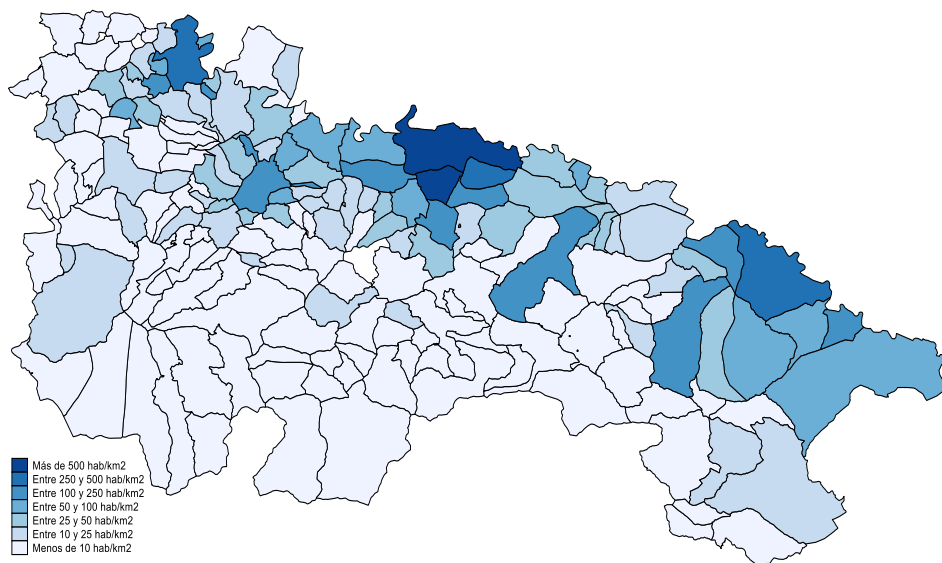 Más de 500 hab/km2
Entre 250 y 500 hab/km2
Entre 100 y 250 hab/km2
Entre 50 y 100 hab/km2
Entre 25 y 50 hab/km2
Entre 10 y 25 hab/km2
Menos de 10 hab/km2